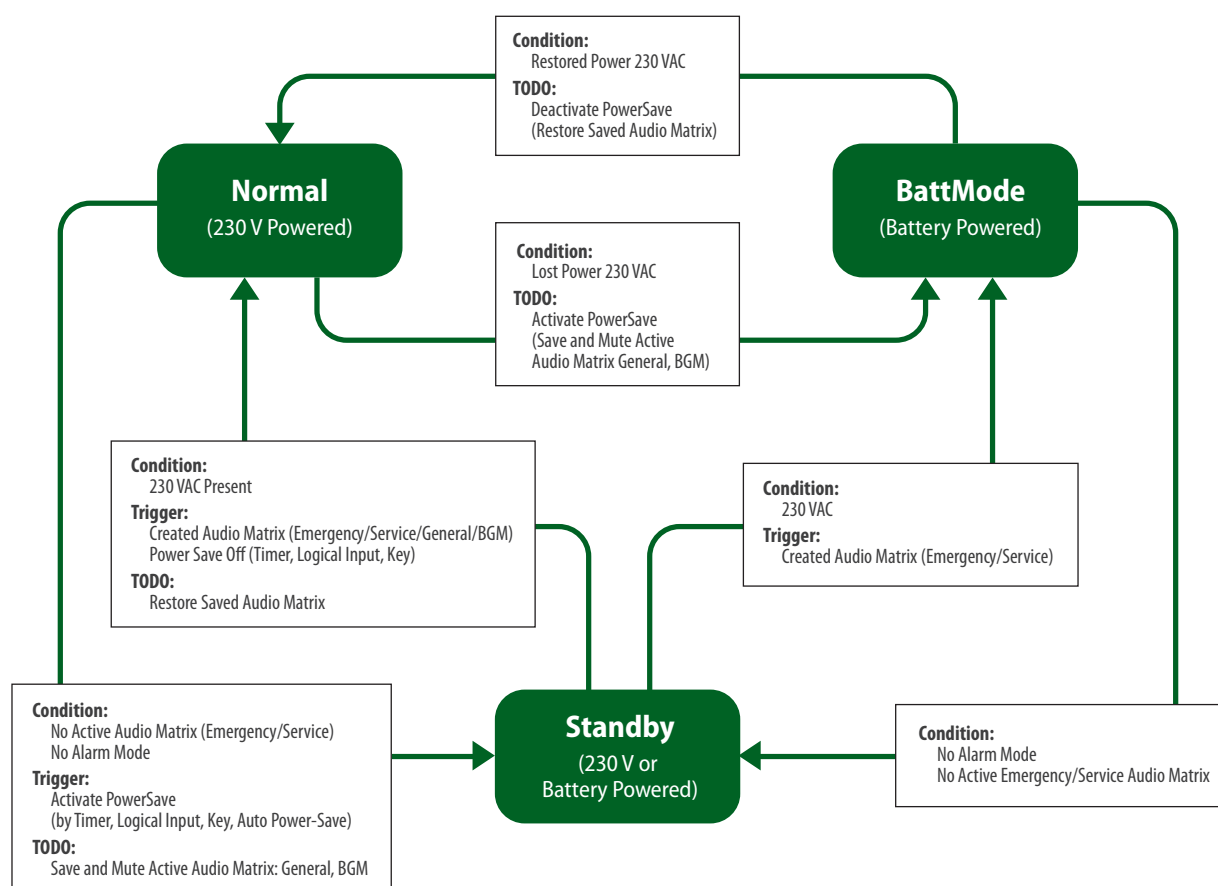 Condition:
Restored Power 230 VAC
TODO:
Deactivate PowerSave
(Restore Saved Audio Matrix)
Normal
(230 V Powered)
BattMode
(Battery Powered)
Condition:
Lost Power 230 VAC
TODO:
Activate PowerSave
(Save and Mute Active
Audio Matrix General, BGM)
Condition:
230 VAC Present
Trigger:
Created Audio Matrix (Emergency/Service/General/BGM)
Power Save Off (Timer, Logical Input, Key)
TODO:
Restore Saved Audio Matrix
Condition:
230 VAC
Trigger:
Created Audio Matrix (Emergency/Service)
Condition:
No Active Audio Matrix (Emergency/Service)
No Alarm Mode
Trigger:
Activate PowerSave
(by Timer, Logical Input, Key, Auto Power-Save)
TODO:
Save and Mute Active Audio Matrix: General, BGM
Standby
(230 V or
Battery Powered)
Condition:
No Alarm Mode
No Active Emergency/Service Audio Matrix